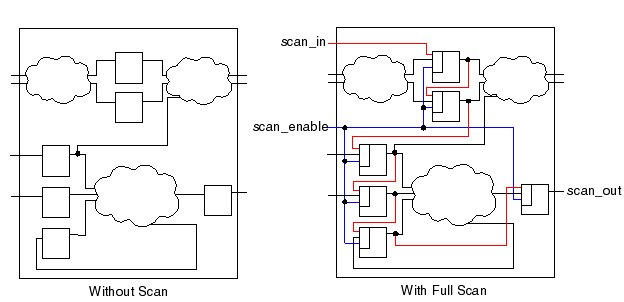 scan_in
scan_enable
scan_out
Without Scan
With Full Scan